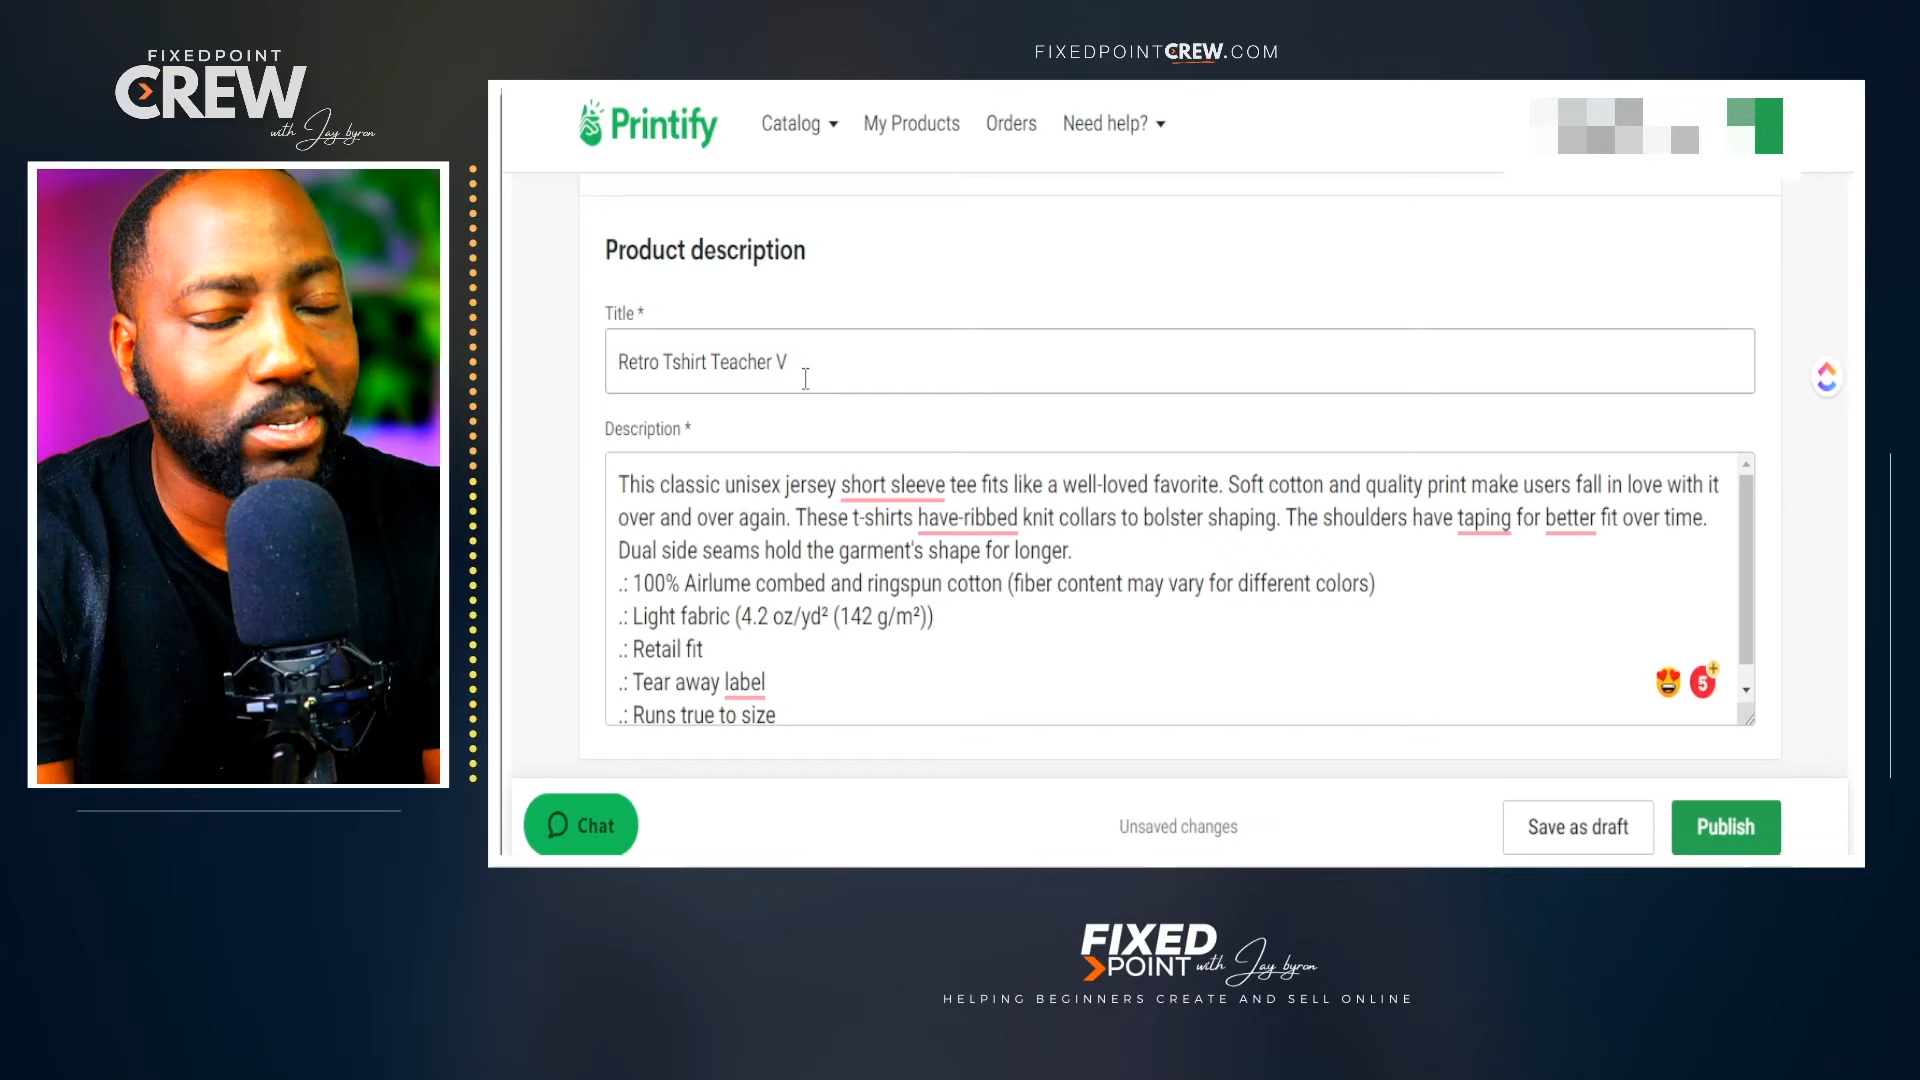 FIXEDPOINT
CREW
with Jay byron
FIXEDPOINTCREW.COM
Printify
Catalog
My Products
Orders
Need help?
Product description
Title *
Retro Tshirt Teacher V
Description *
This classic unisex jersey short sleeve tee fits like a well-loved favorite. Soft cotton and quality print make users fall in love with it
over and over again. These t-shirts have-ribbed knit collars to bolster shaping. The shoulders have taping for better fit over time.
Dual side seams hold the garment's shape for longer.
.: 100% Airlume combed and ringspun cotton (fiber content may vary for different colors)
.: Light fabric (4.2 oz/yd² (142 g/m²))
.: Retail fit
.: Tear away label
5
.: Runs true to size
Chat
Unsaved changes
Save as draft
Publish
FIXED
POINT with Jay byron
HELPING BEGINNERS CREATE AND SELL ONLINE